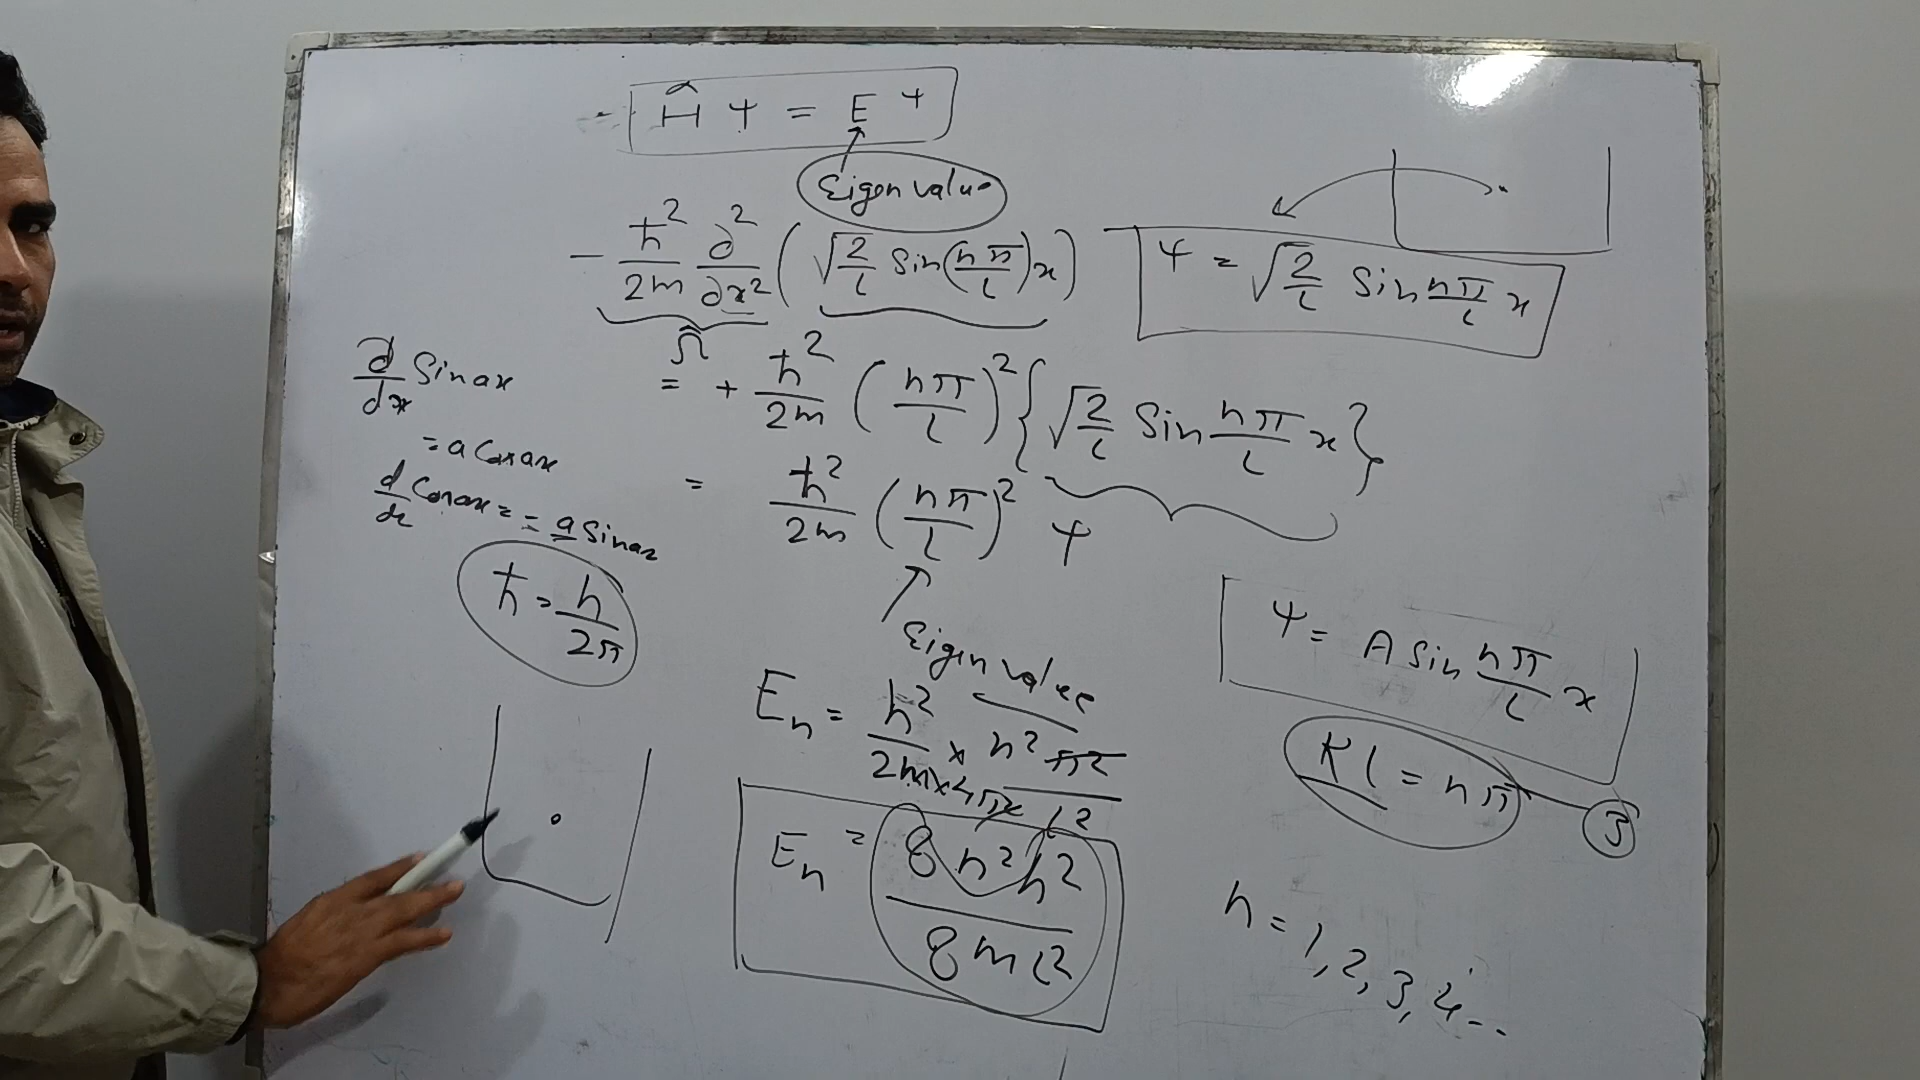 Ĥ ψ = E ψ
Eigen value
- ħ²/2m ∂²/∂x² ( √2/L Sin(nπ/L)x )
ψ = √2/L Sin nπ/L x
= + ħ²/2m (nπ/L)² { √2/L Sin nπ/L x }
d/dx Sin ax
= a Cos ax
= ħ²/2m (nπ/L)² ψ
d/dx Cos ax = = a Sin ax
ħ = h/2π
Eigen value
ψ = A Sin nπ/L x
En = h²/2m×4π² × n²π²/L²
KL = nπ
3
En = 8n²h²/8mL²
n = 1, 2, 3, 4...